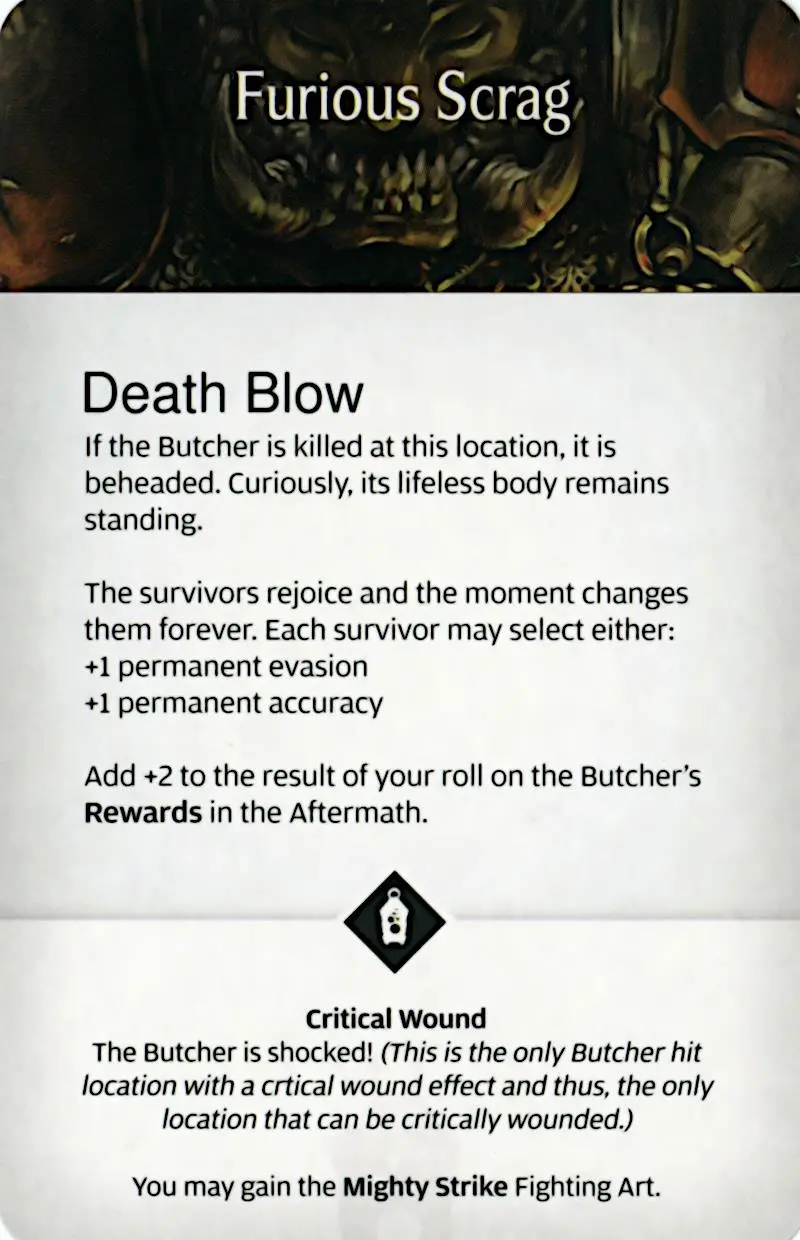 Furious Scrag
Death Blow
If the Butcher is killed at this location, it is
beheaded. Curiously, its lifeless body remains
standing.
The survivors rejoice and the moment changes
them forever. Each survivor may select either:
+1 permanent evasion
+1 permanent accuracy
Add +2 to the result of your roll on the Butcher's
Rewards in the Aftermath.
Critical Wound
The Butcher is shocked! (This is the only Butcher hit
location with a crtical wound effect and thus, the only
location that can be critically wounded.)
You may gain the Mighty Strike Fighting Art.